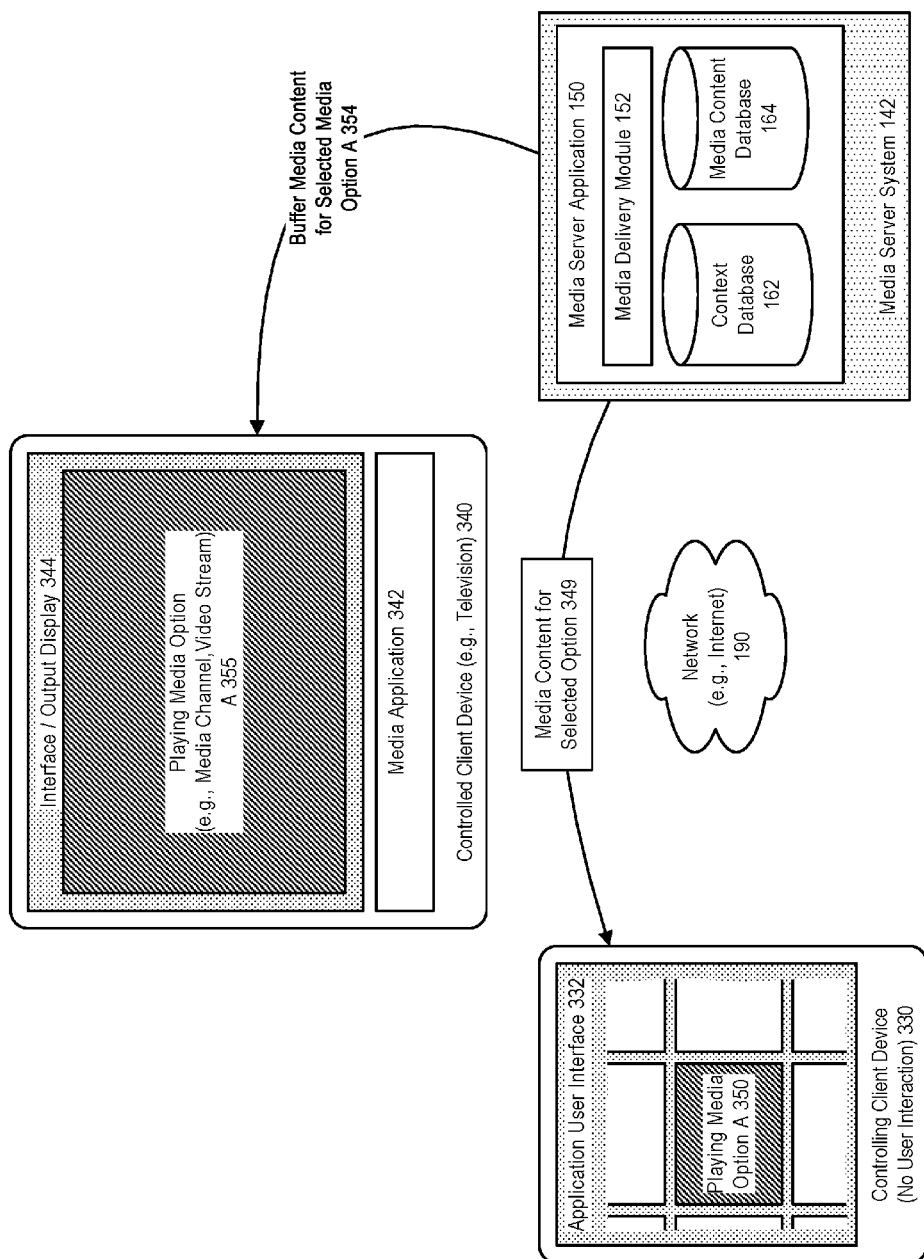 Interface / Output Display 344
Playing Media Option
(e.g., Media Channel,Video Stream)
A 355
Media Application 342
Controlled Client Device (e.g., Television) 340
Buffer Media Content
for Selected Media
Option A 354
Application User Interface 332
Playing Media
Option A 350
Controlling Client Device
(No User Interaction) 330
Media Content for
Selected Option 349
Network
(e.g., Internet)
190
Media Server Application 150
Media Delivery Module 152
Context
Database
162
Media Content
Database
164
Media Server System 142